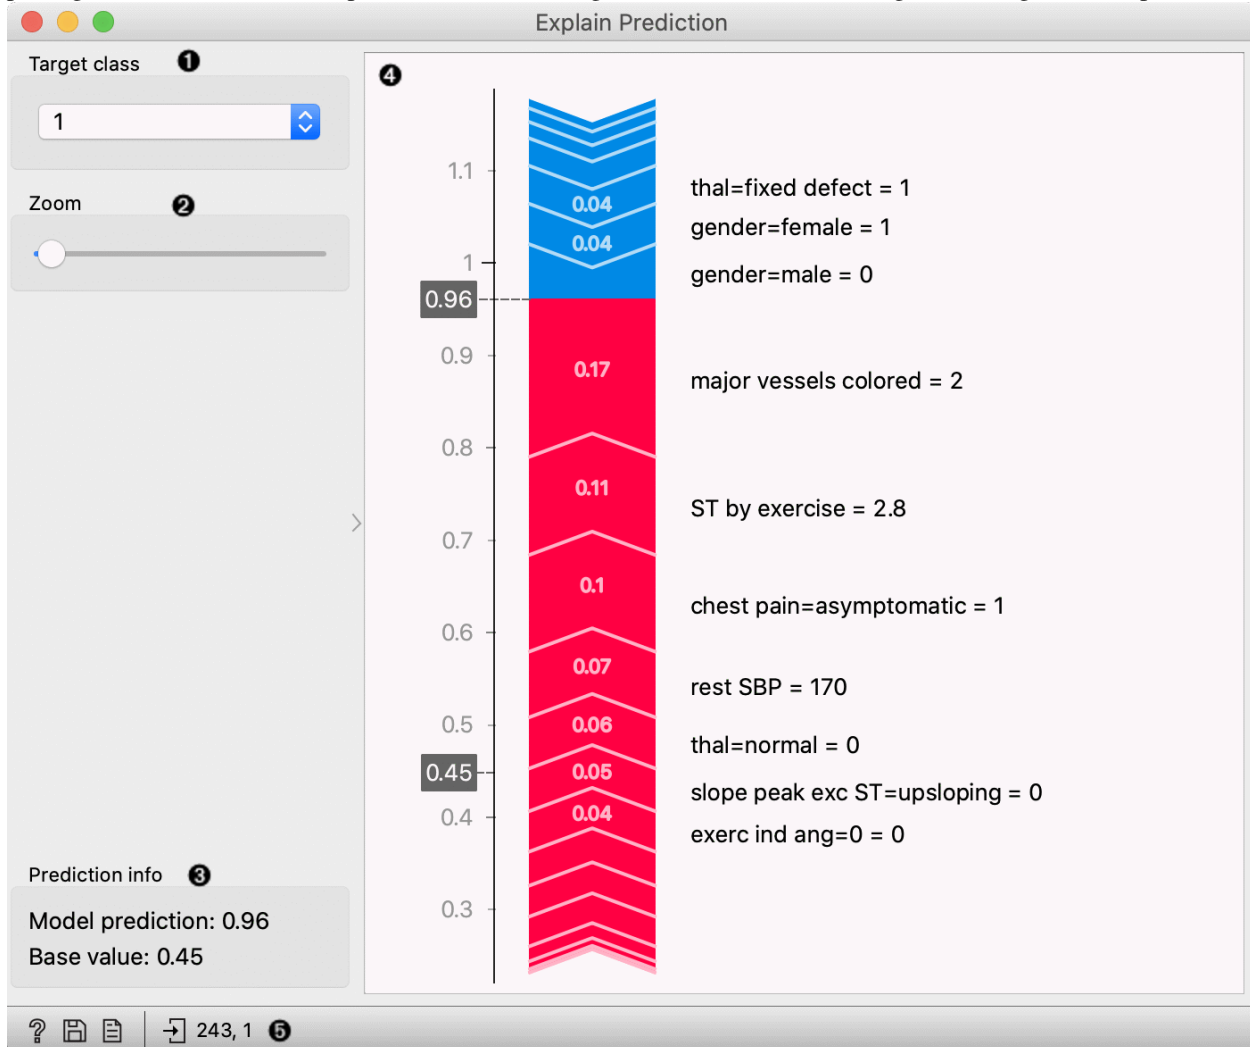 Explain Prediction
Target class ❶
1
Zoom ❷
Prediction info ❸
Model prediction: 0.96
Base value: 0.45
❹
1.1
1
0.96
0.9
0.8
0.7
0.6
0.5
0.45
0.4
0.3
0.04
0.04
0.17
0.11
0.1
0.07
0.06
0.05
0.04
thal=fixed defect = 1
gender=female = 1
gender=male = 0
major vessels colored = 2
ST by exercise = 2.8
chest pain=asymptomatic = 1
rest SBP = 170
thal=normal = 0
slope peak exc ST=upsloping = 0
exerc ind ang=0 = 0
? 243, 1 ❺